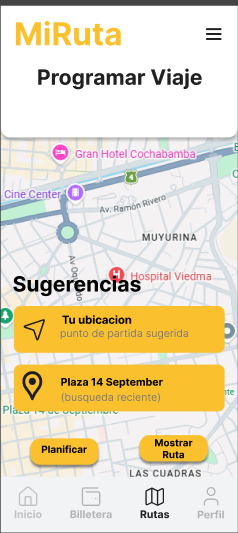 MiRuta
Programar Viaje
Gran Hotel Cochabamba
4
Cine Center
Av. Ramón Rivero
MUYURINA
Av. Oquendo
H Hospital Viedma
Sugerencias
Tu ubicacion
punto de partida sugerida
Plaza 14 September
(busqueda reciente)
Plaza 14 de Septiembre
Planificar
Mostrar
Ruta
LAS CUADRAS
Inicio
Billetera
Rutas
Perfil